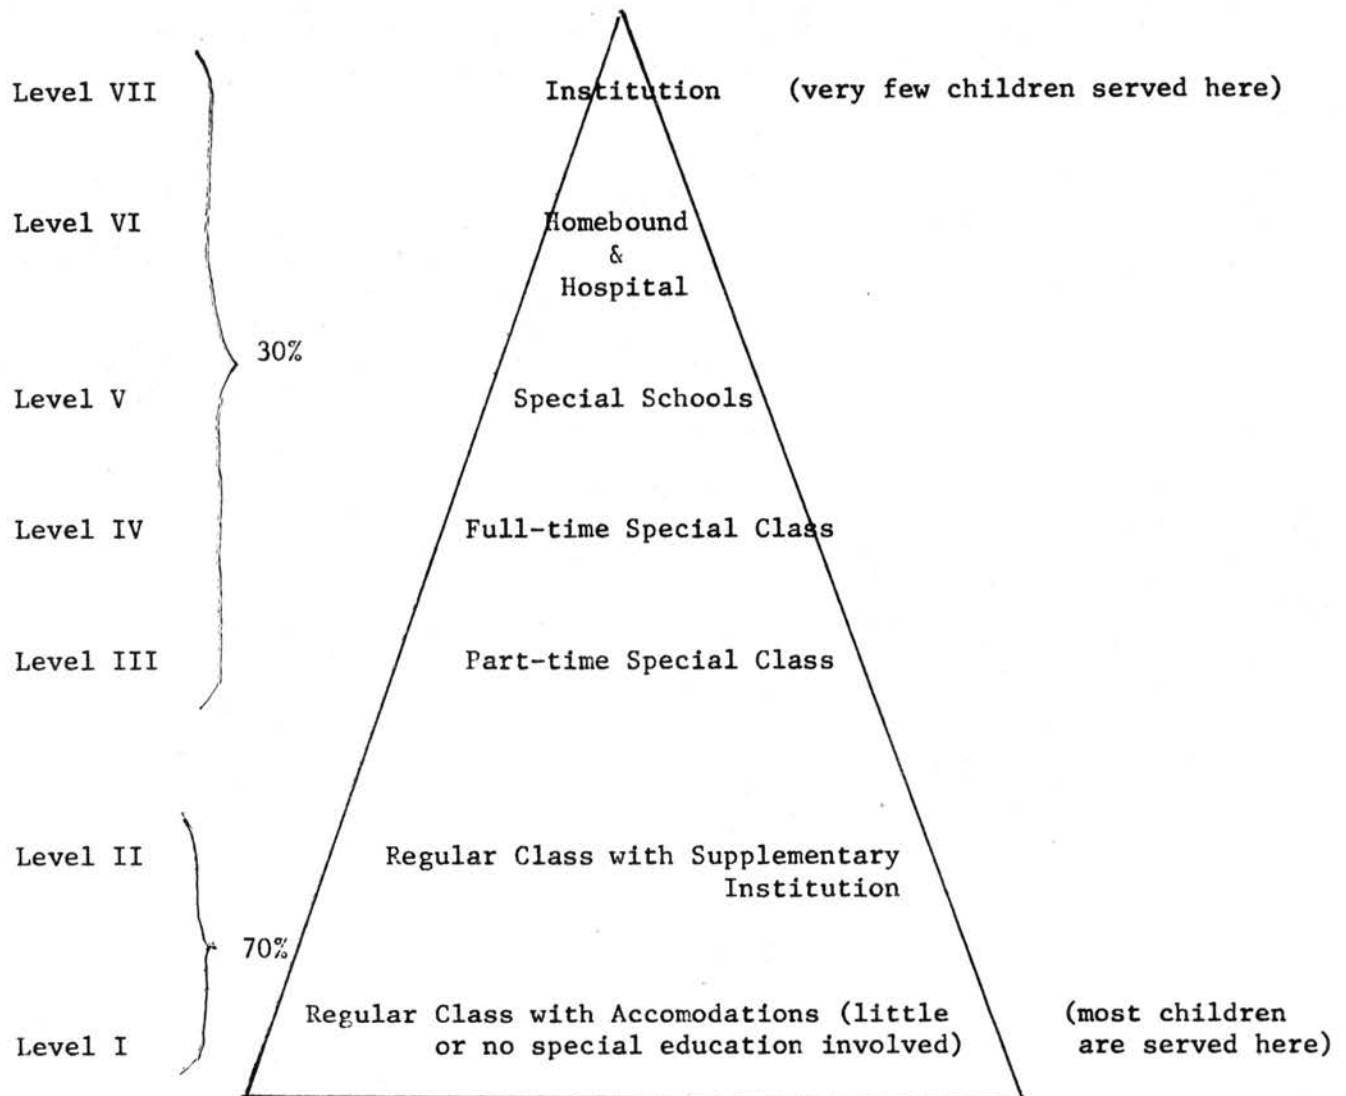 Level VII Institution (very few children served here)
Level VI Homebound
&
Hospital
30%
Level V Special Schools
Level IV Full-time Special Class
Level III Part-time Special Class
Level II Regular Class with Supplementary
Institution
70%
Regular Class with Accomodations (little (most children
Level I or no special education involved) are served here)